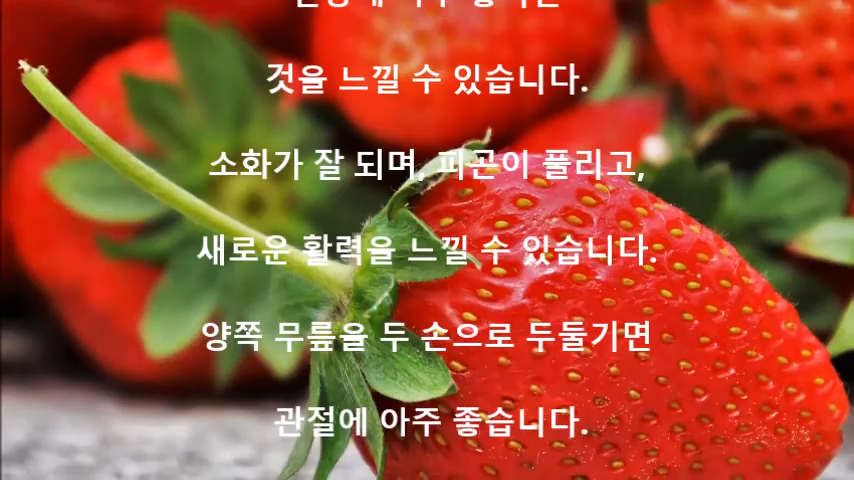 것을 느낄 수 있습니다.
소화가 잘 되며, 피곤이 풀리고,
새로운 활력을 느낄 수 있습니다.
양쪽 무릎을 두 손으로 두둘기면
관절에 아주 좋습니다.